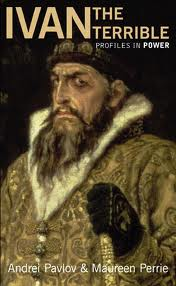 IVAN THE
TERRIBLE
PROFILES IN POWER
Andrei Pavlov & Maureen Perrie